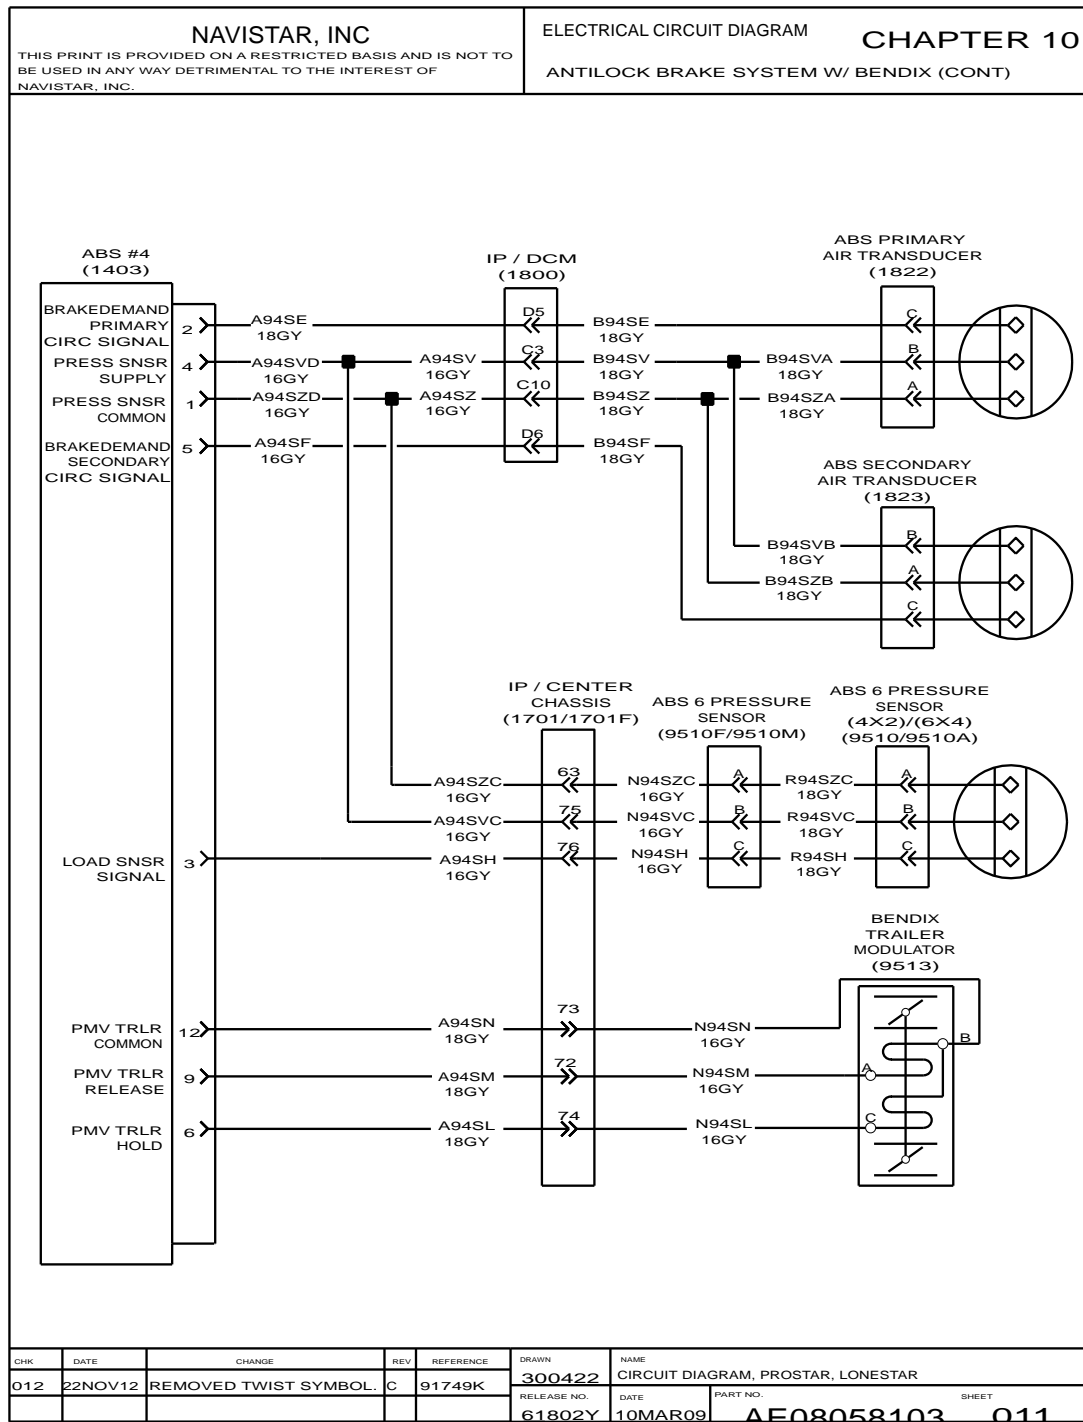 NAVISTAR, INC
THIS PRINT IS PROVIDED ON A RESTRICTED BASIS AND IS NOT TO
BE USED IN ANY WAY DETRIMENTAL TO THE INTEREST OF
NAVISTAR, INC.
ELECTRICAL CIRCUIT DIAGRAM
CHAPTER 10
ANTILOCK BRAKE SYSTEM W/ BENDIX (CONT)
ABS #4
(1403)
IP / DCM
(1800)
ABS PRIMARY
AIR TRANSDUCER
(1822)
BRAKEDEMAND
PRIMARY
CIRC SIGNAL
2
A94SE
18GY
D5
B94SE
18GY
C
PRESS SNSR
SUPPLY
4
A94SVD
16GY
A94SV
16GY
C3
B94SV
18GY
B94SVA
18GY
B
PRESS SNSR
COMMON
1
A94SZD
16GY
A94SZ
16GY
C10
B94SZ
18GY
B94SZA
18GY
A
BRAKEDEMAND
SECONDARY
CIRC SIGNAL
5
A94SF
16GY
D6
B94SF
18GY
ABS SECONDARY
AIR TRANSDUCER
(1823)
B94SVB
18GY
B
B94SZB
18GY
A
C
IP / CENTER
CHASSIS
(1701/1701F)
ABS 6 PRESSURE
SENSOR
(9510F/9510M)
ABS 6 PRESSURE
SENSOR
(4X2)/(6X4)
(9510/9510A)
A94SZC
16GY
63
N94SZC
16GY
A
R94SZC
18GY
A
A94SVC
16GY
75
N94SVC
16GY
B
R94SVC
18GY
B
LOAD SNSR
SIGNAL
3
A94SH
16GY
76
N94SH
16GY
C
R94SH
18GY
C
BENDIX
TRAILER
MODULATOR
(9513)
PMV TRLR
COMMON
12
A94SN
18GY
73
N94SN
16GY
B
PMV TRLR
RELEASE
9
A94SM
18GY
72
N94SM
16GY
A
PMV TRLR
HOLD
6
A94SL
18GY
74
N94SL
16GY
C
CHK DATE CHANGE REV REFERENCE
012 22NOV12 REMOVED TWIST SYMBOL. C 91749K
DRAWN
300422
NAME
CIRCUIT DIAGRAM, PROSTAR, LONESTAR
RELEASE NO.
61802Y
DATE
10MAR09
PART NO.
AE08058103
SHEET
011